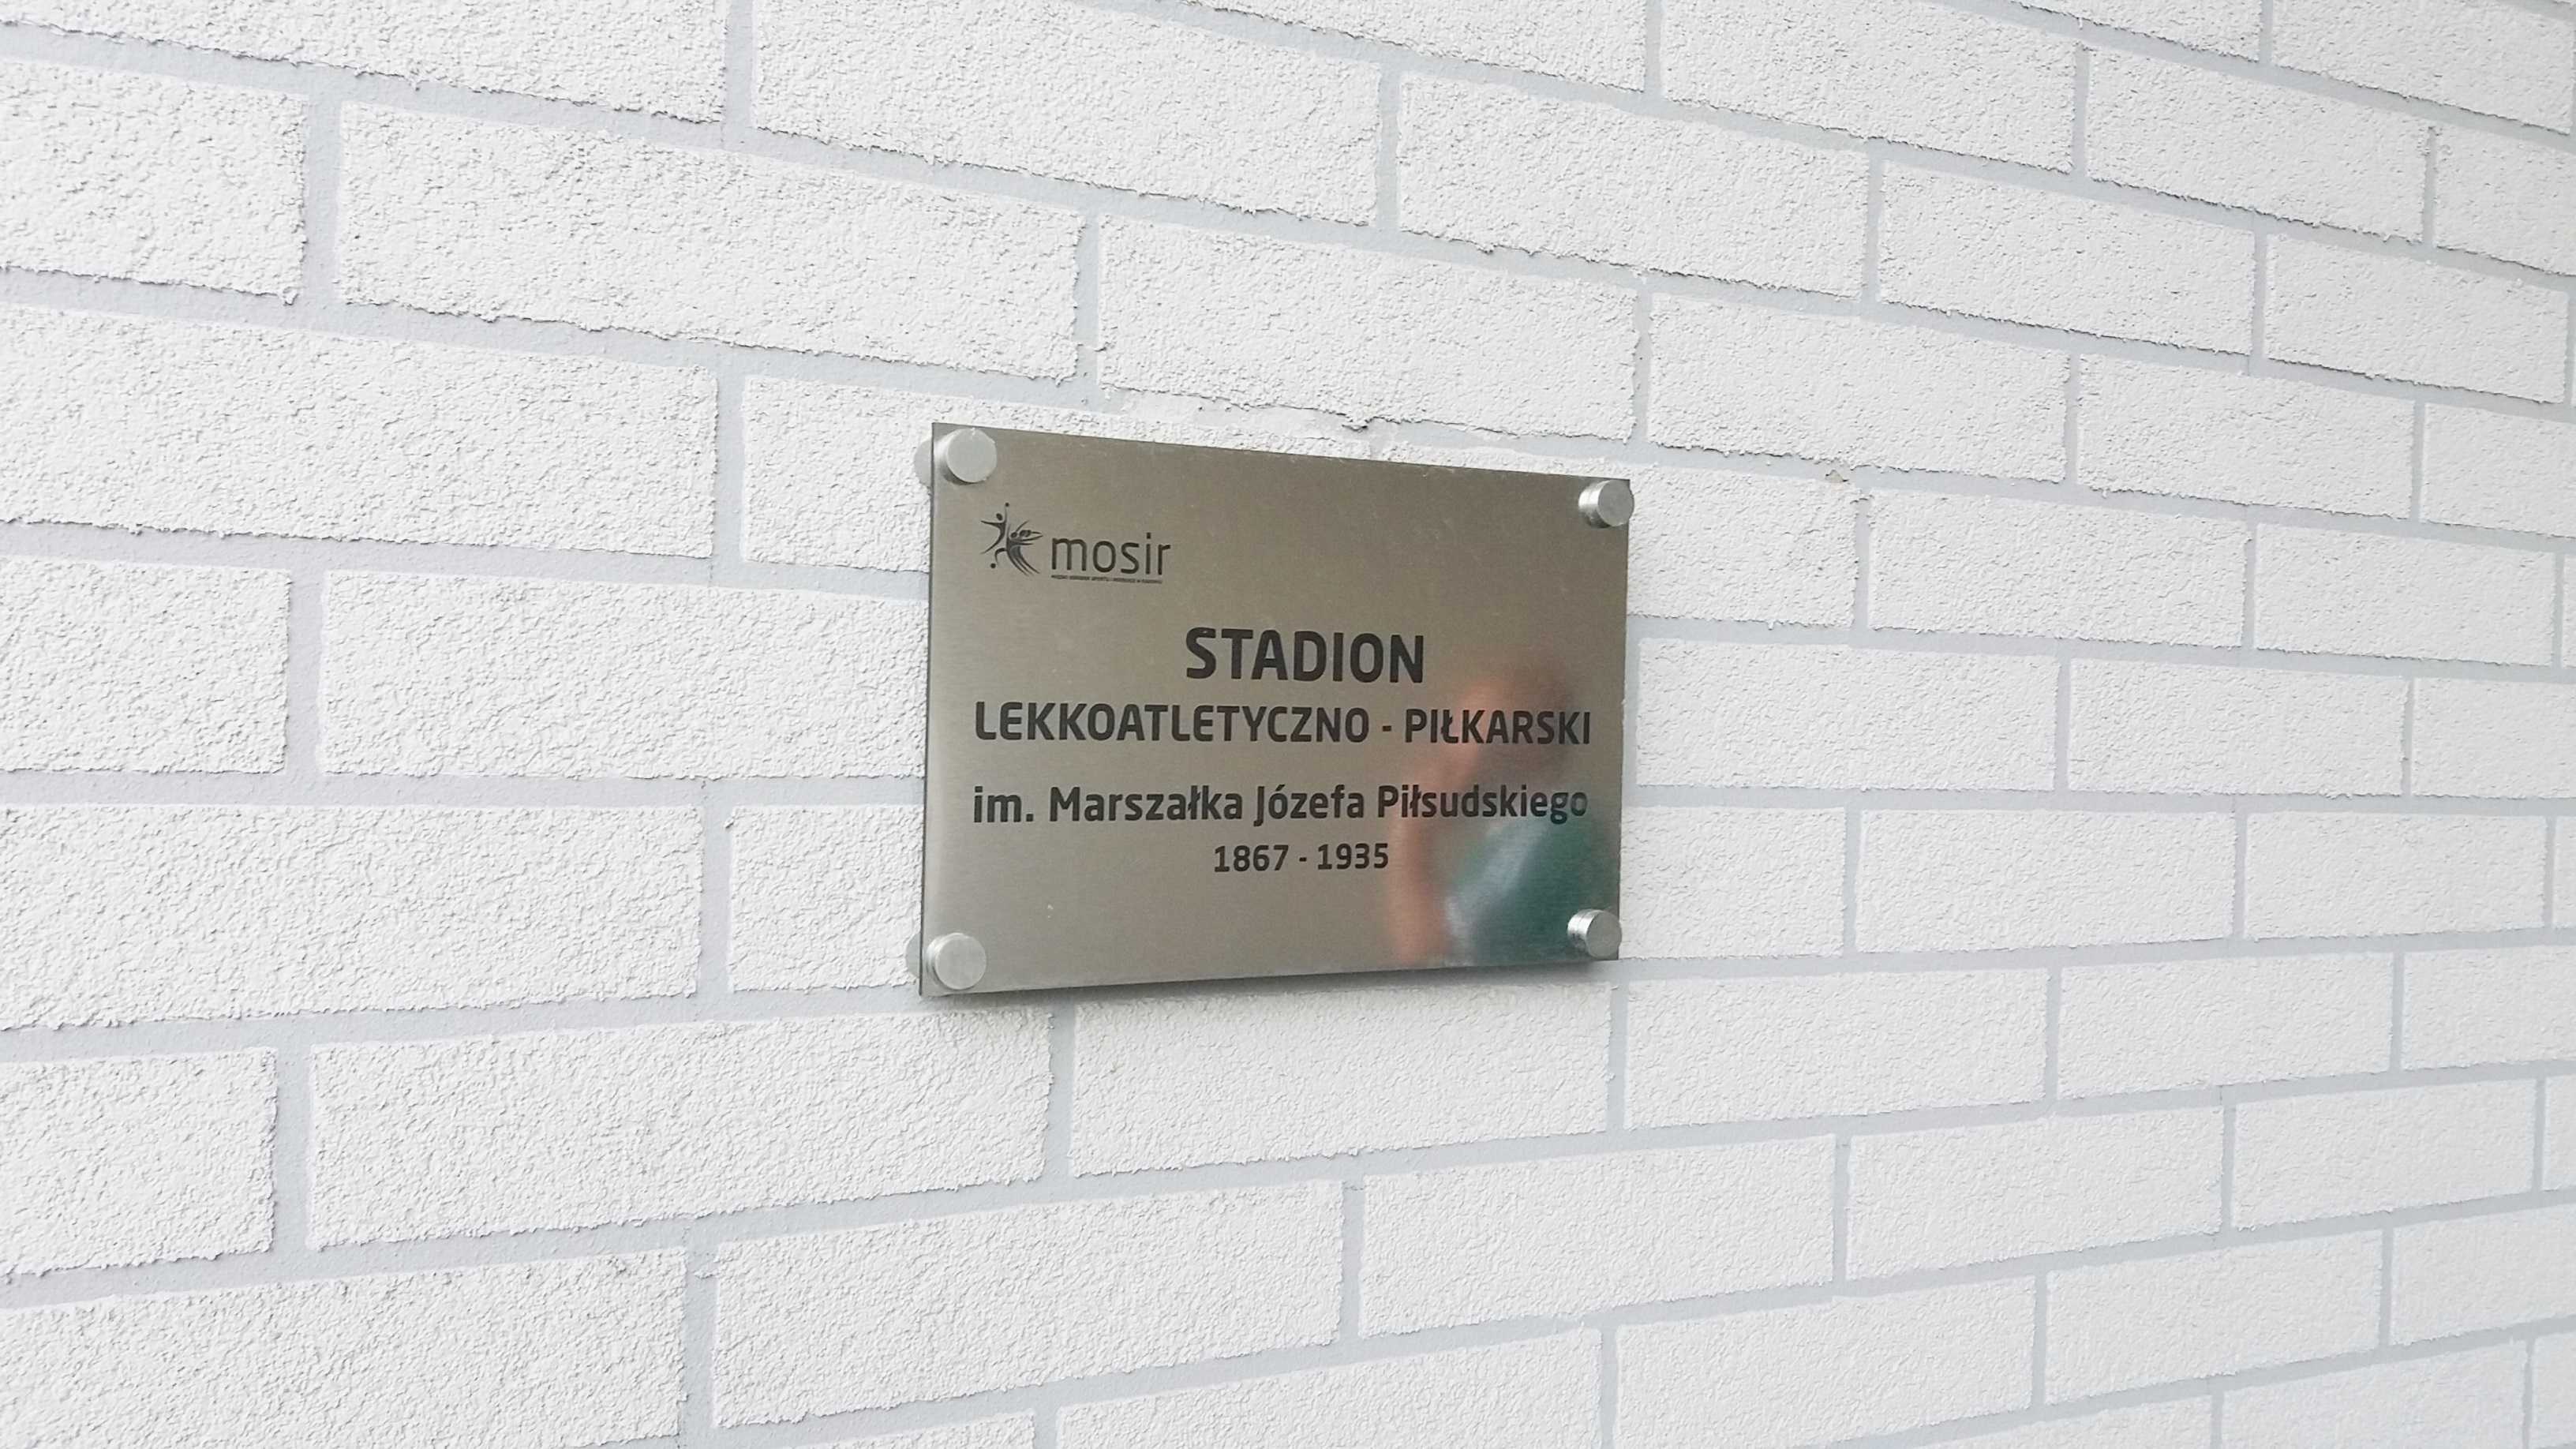 mosir
STADION
LEKKOATLETYCZNO - PIŁKARSKI
im. Marszałka Józefa Piłsudskiego
1867 - 1935